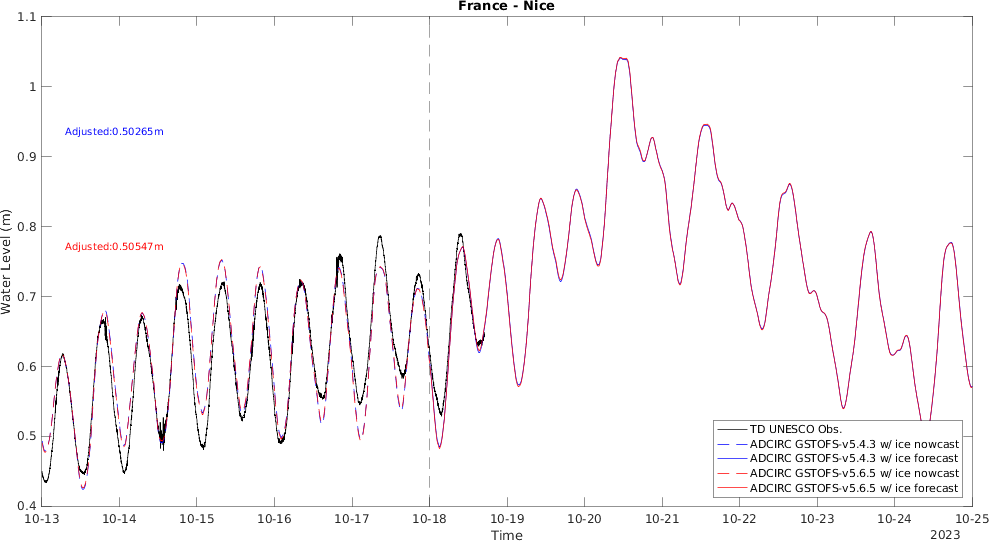 France - Nice
1.1
1
0.9
0.8
0.7
0.6
0.5
0.4
Water Level (m)
Adjusted:0.50265m
Adjusted:0.50547m
TD UNESCO Obs.
ADCIRC GSTOFS-v5.4.3 w/ ice nowcast
ADCIRC GSTOFS-v5.4.3 w/ ice forecast
ADCIRC GSTOFS-v5.6.5 w/ ice nowcast
ADCIRC GSTOFS-v5.6.5 w/ ice forecast
10-13 10-14 10-15 10-16 10-17 10-18 10-19 10-20 10-21 10-22 10-23 10-24 10-25
Time
2023